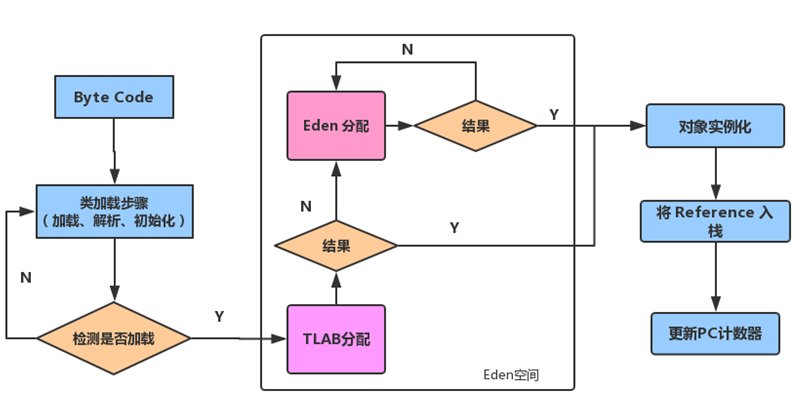 Byte Code
类加载步骤
（加载、解析、初始化）
N
检测是否加载
Y
N
Eden 分配
结果
Y
N
结果
Y
TLAB分配
Eden空间
对象实例化
将 Reference 入
栈
更新PC计数器